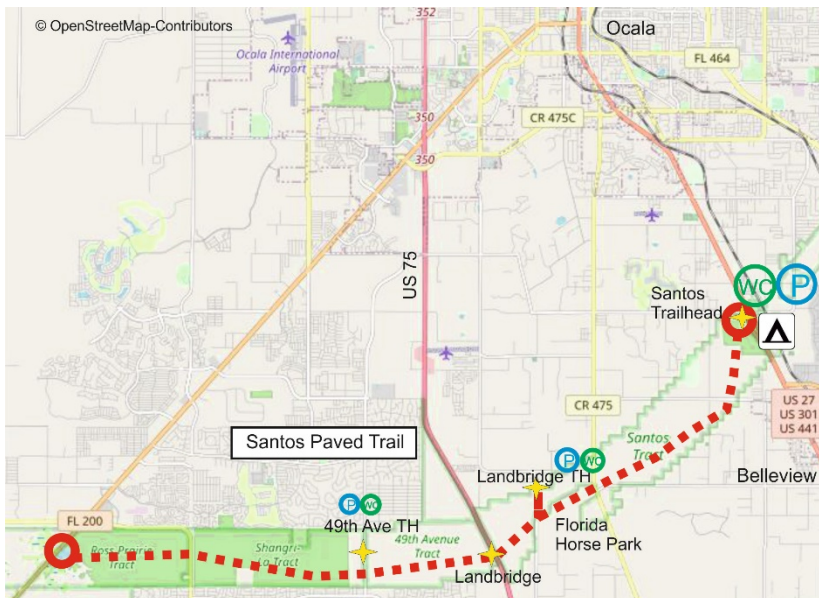 © OpenStreetMap-Contributors
352
Ocala
Ocala International
Airport
FL 464
350
CR 475C
350
US 75
WC P
Santos
Trailhead
CR 475
US 27
US 301
US 441
Santos Paved Trail
Santos
Tract
P WC
Landbridge TH
Belleview
P WC
FL 200
49th Ave TH
Florida
Horse Park
Ross Prairie
Tract
Shangri-
La Tract
49th Avenue
Tract
Landbridge